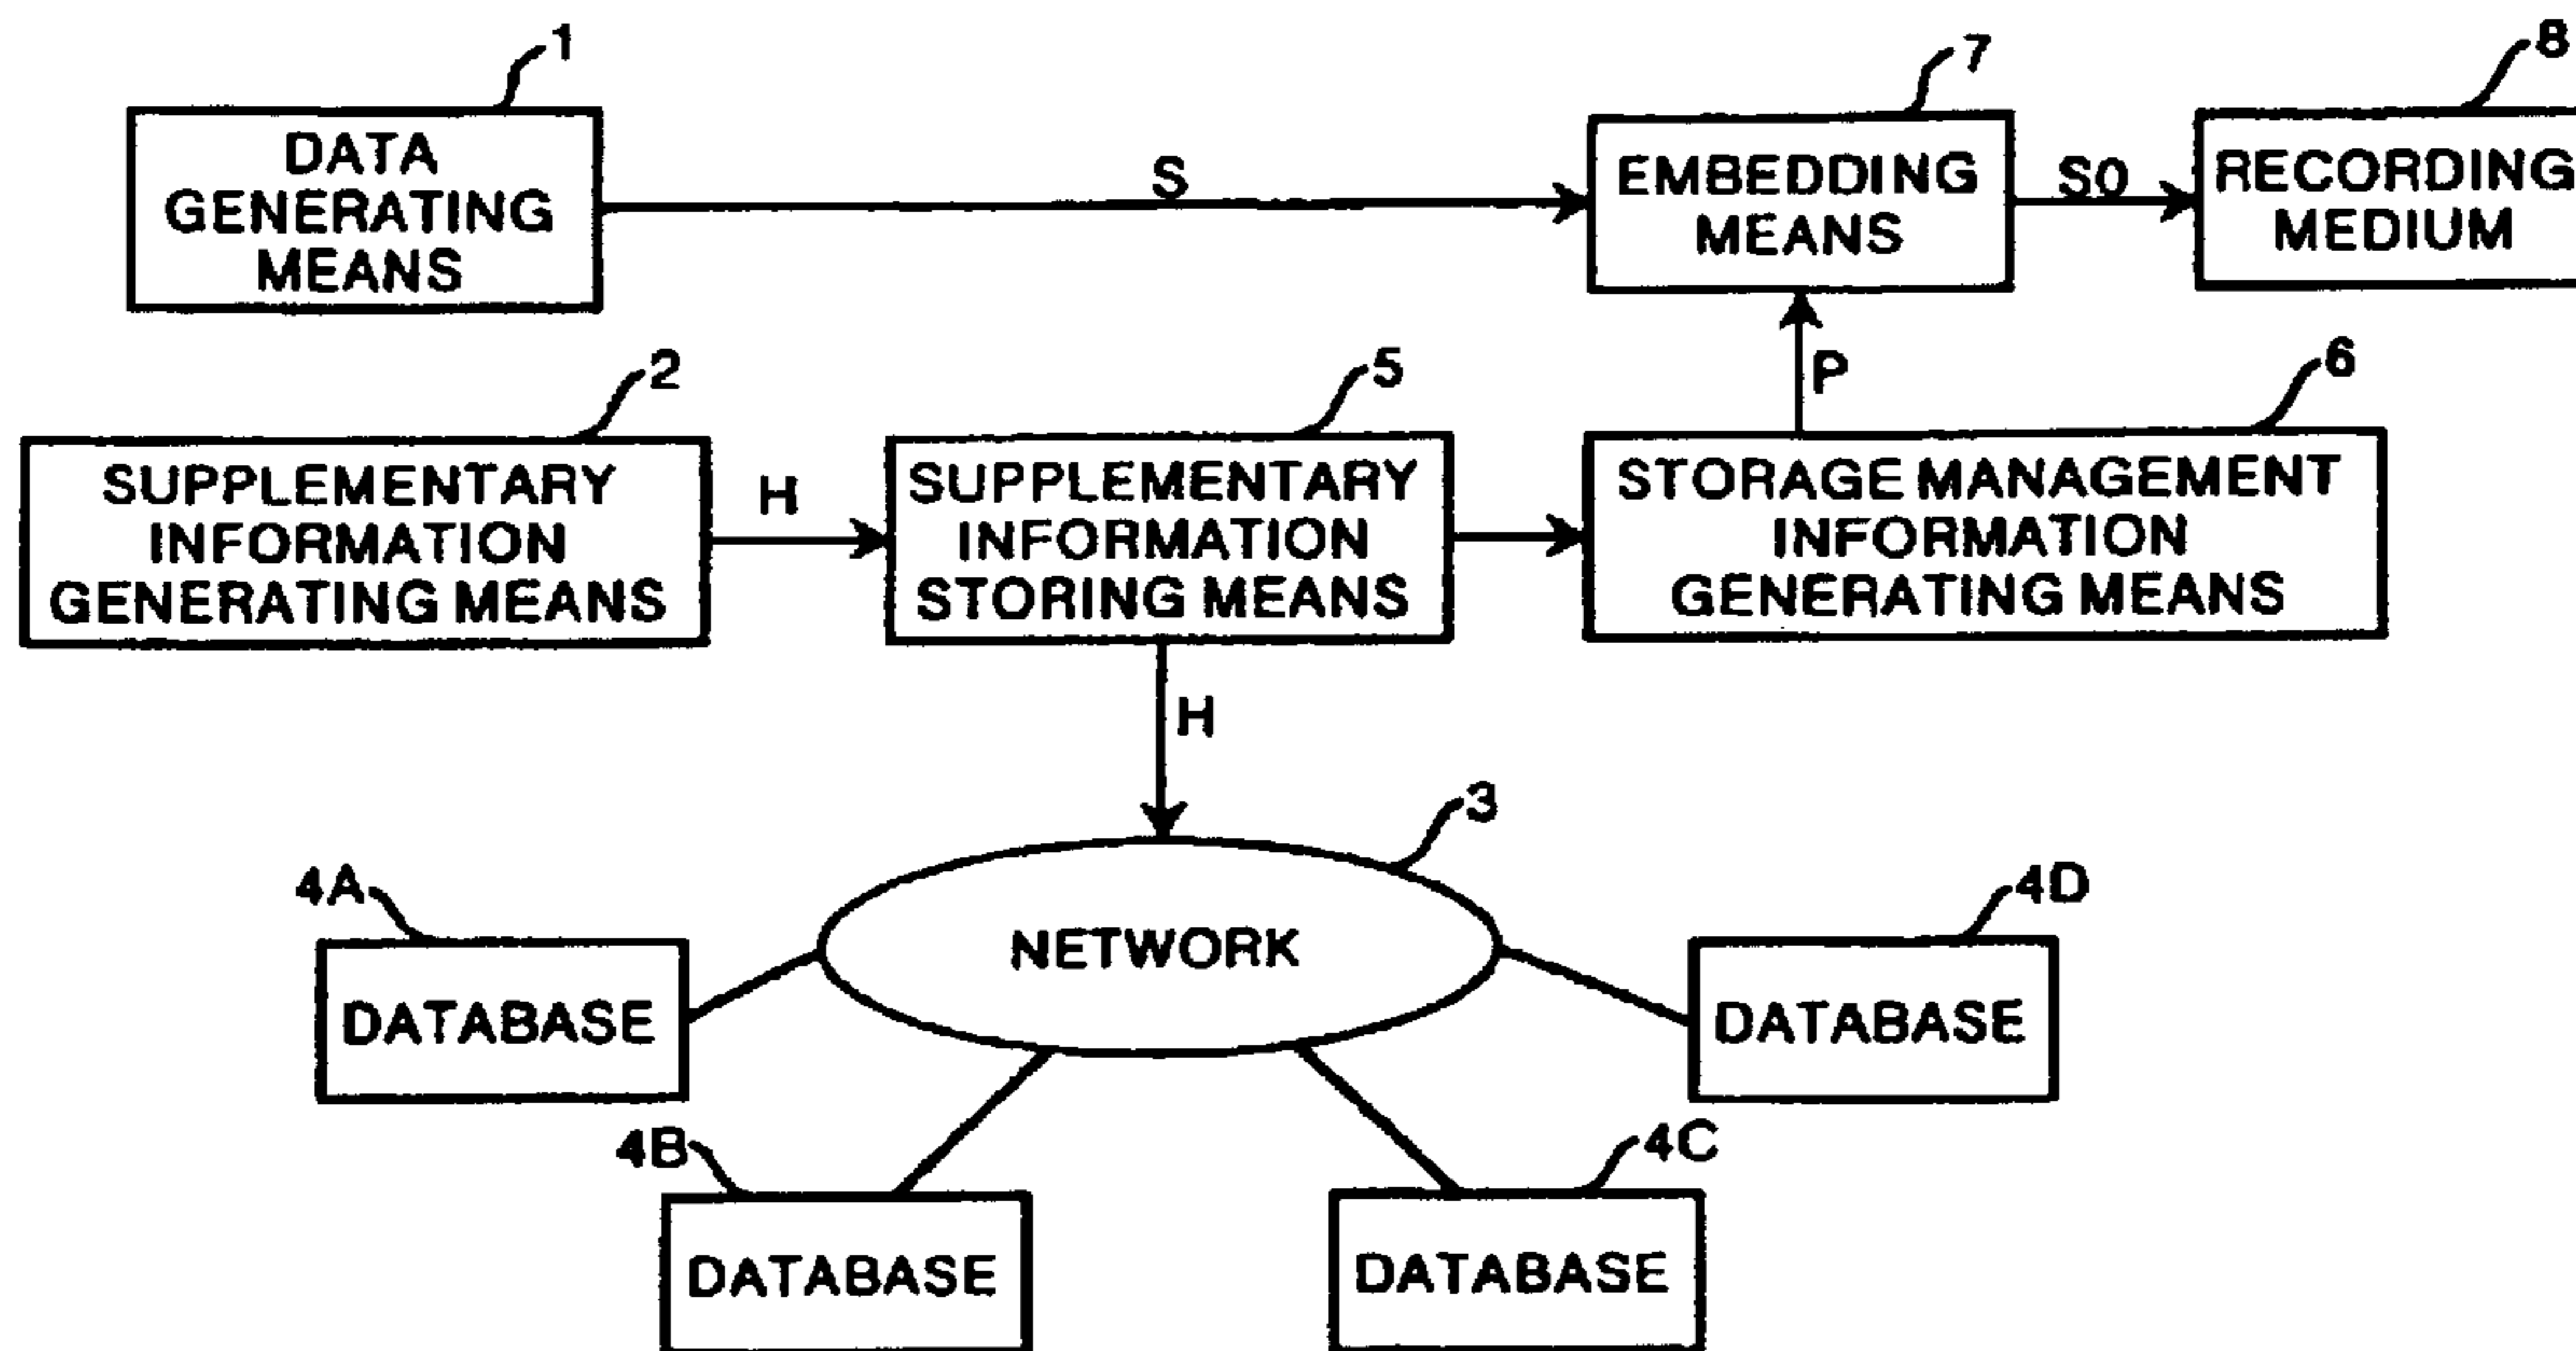 1
7
8
DATA
GENERATING
MEANS
S
EMBEDDING
MEANS
S0
RECORDING
MEDIUM
2
5
P
6
SUPPLEMENTARY
INFORMATION
GENERATING MEANS
H
SUPPLEMENTARY
INFORMATION
STORING MEANS
STORAGE MANAGEMENT
INFORMATION
GENERATING MEANS
H
3
4A
4D
NETWORK
DATABASE
DATABASE
4B
4C
DATABASE
DATABASE